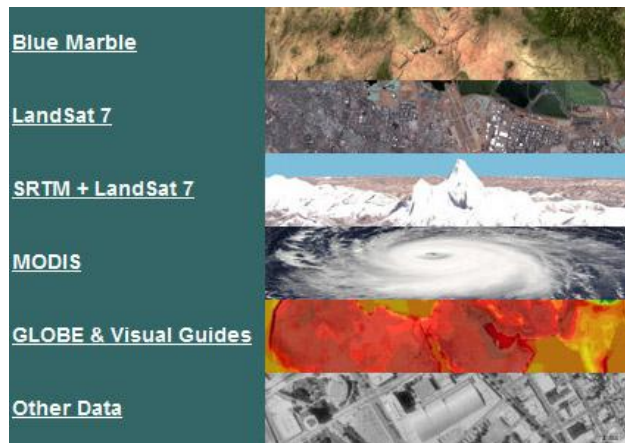 Blue Marble
LandSat 7
SRTM + LandSat 7
MODIS
GLOBE & Visual Guides
Other Data